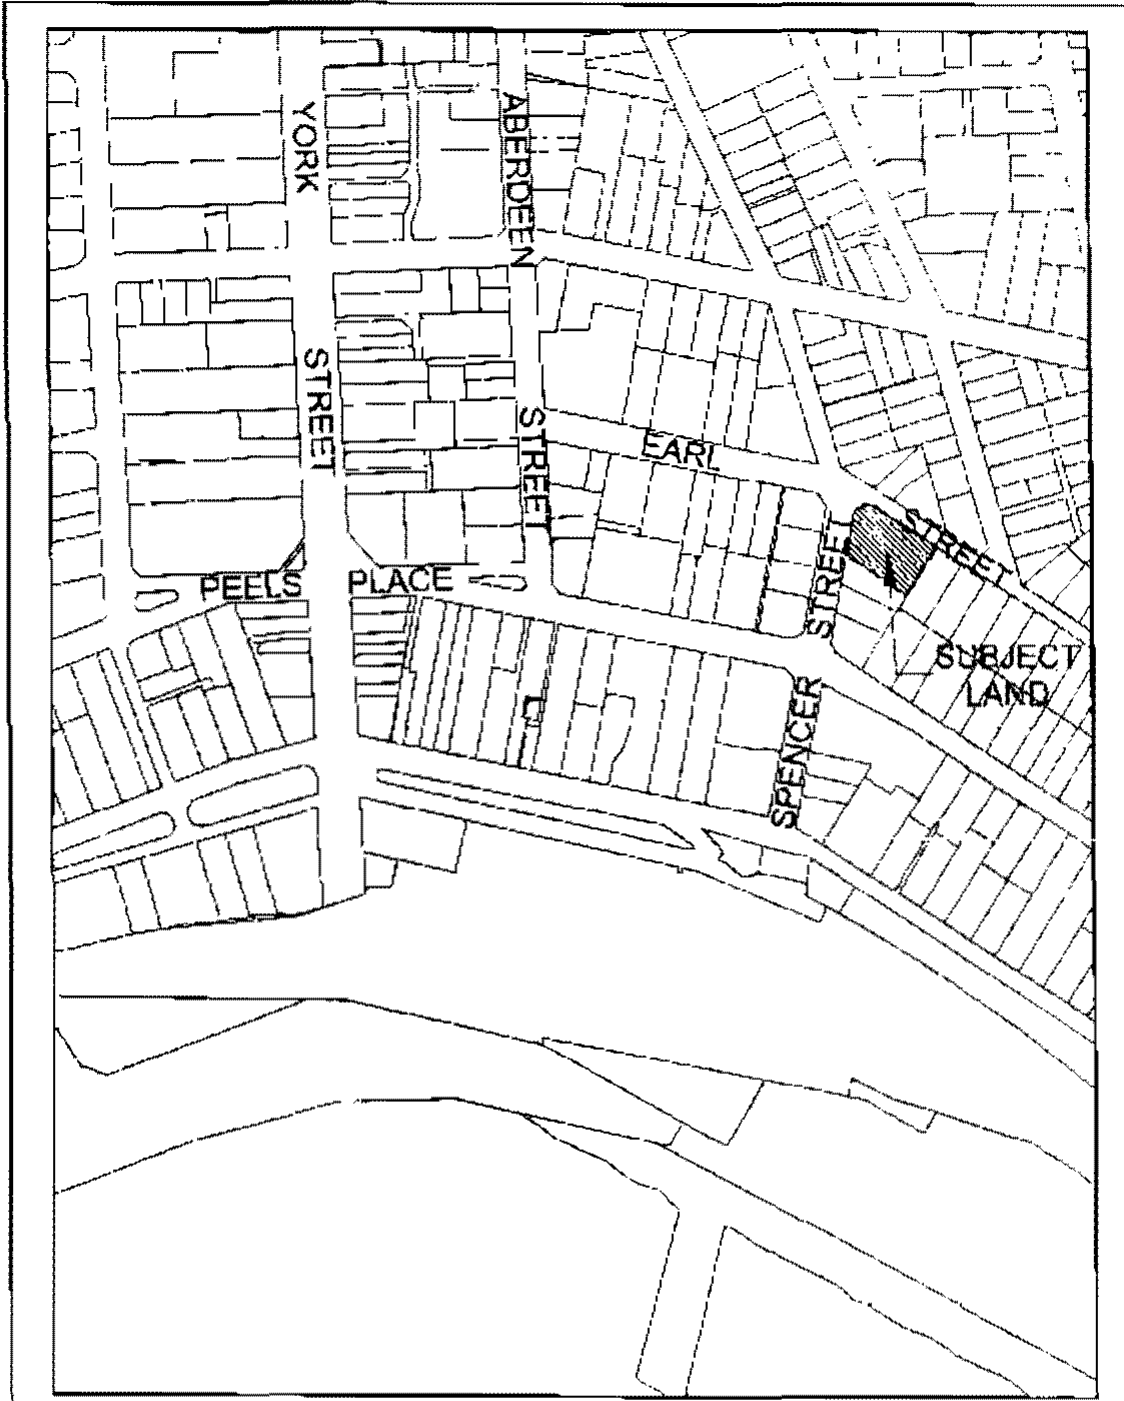 YORK
STREET
ABERDEEN
STREET
EARL
STREET
PEELS PLACE
SPENCER
STREET
SUBJECT
LAND